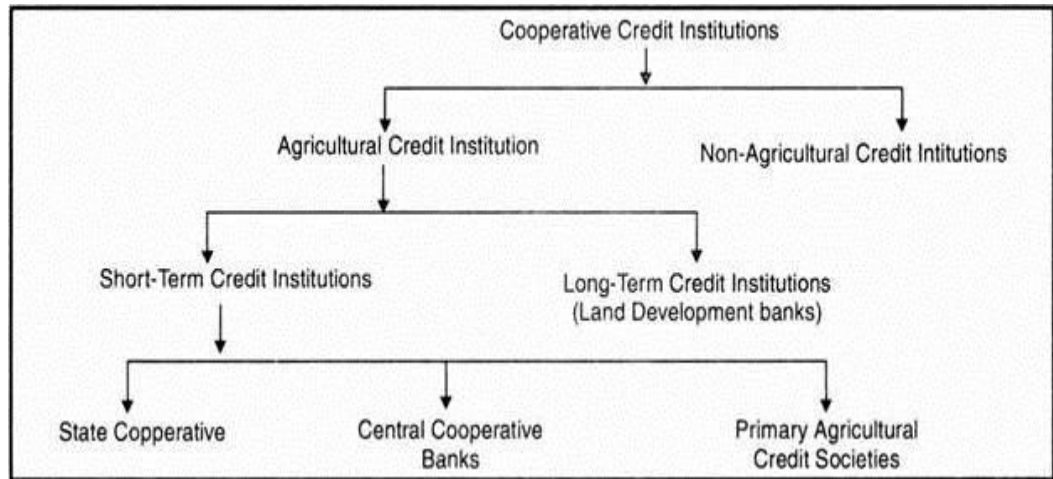 Cooperative Credit Institutions
Agricultural Credit Institution
Non-Agricultural Credit Intitutions
Short-Term Credit Institutions
Long-Term Credit Institutions
(Land Development banks)
State Copperative
Central Cooperative
Banks
Primary Agricultural
Credit Societies